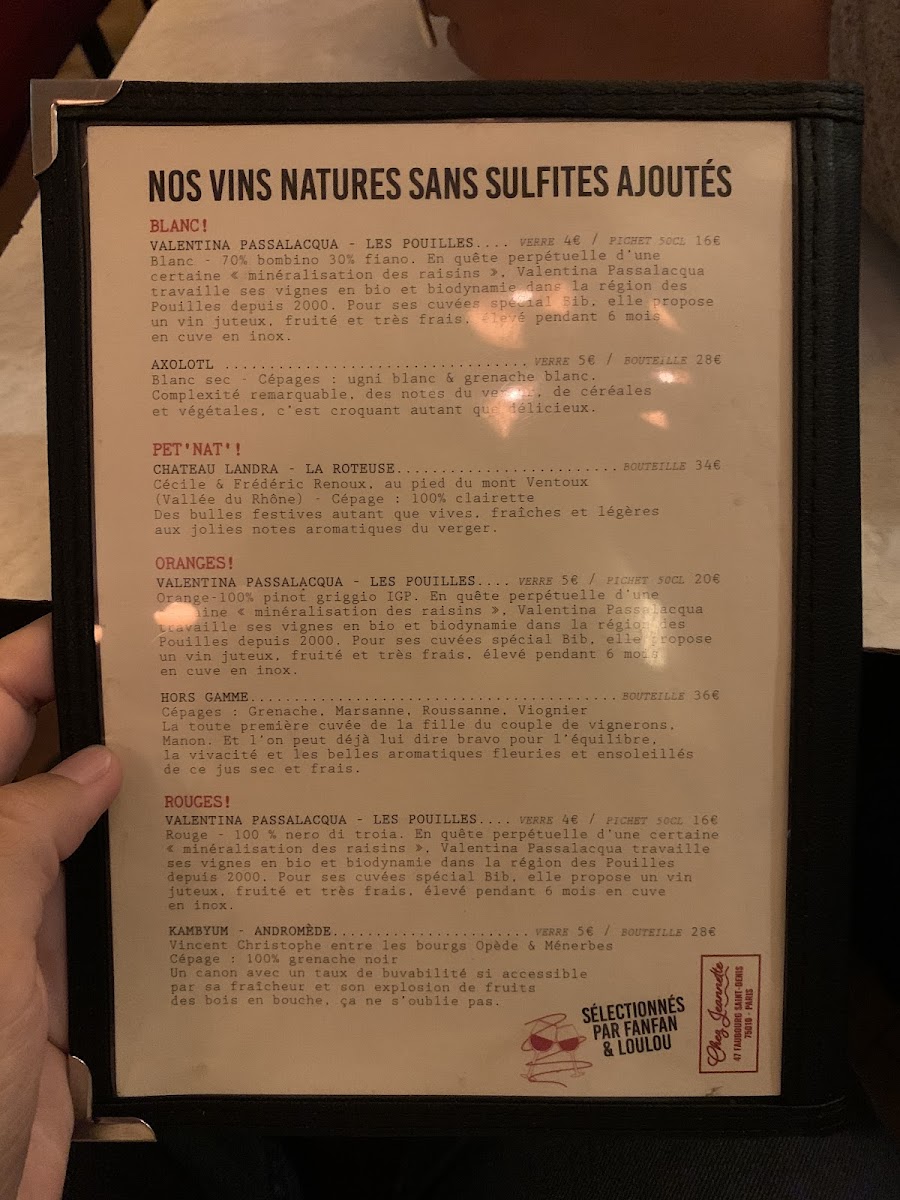 NOS VINS NATURES SANS SULFITES AJOUTÉS
BLANC!
VALENTINA PASSALACQUA - LES POUILLES.... VERRE 4€ / PICHET 50CL 16€
Blanc - 70% bombino 30% fiano. En quête perpétuelle d'une
certaine « minéralisation des raisins », Valentina Passalacqua
travaille ses vignes en bio et biodynamie dans la région des
Pouilles depuis 2000. Pour ses cuvées spécial Bib, elle propose
un vin juteux, fruité et très frais, élevé pendant 6 mois
en cuve en inox.
AXOLOTL .................................. VERRE 5€ / BOUTEILLE 28€
Blanc sec - Cépages : ugni blanc & grenache blanc.
Complexité remarquable, des notes du verger, de céréales
et végétales, c'est croquant autant que délicieux.
PET'NAT'!
CHATEAU LANDRA - LA ROTEUSE......................... BOUTEILLE 34€
Cécile & Frédéric Renoux, au pied du mont Ventoux
(Vallée du Rhône) - Cépage : 100% clairette
Des bulles festives autant que vives, fraîches et légères
aux jolies notes aromatiques du verger.
ORANGES!
VALENTINA PASSALACQUA - LES POUILLES.... VERRE 5€ / PICHET 50CL 20€
Orange-100% pinot griggio IGP. En quête perpétuelle d'une
certaine « minéralisation des raisins », Valentina Passalacqua
travaille ses vignes en bio et biodynamie dans la région des
Pouilles depuis 2000. Pour ses cuvées spécial Bib, elle propose
un vin juteux, fruité et très frais, élevé pendant 6 mois
en cuve en inox.
HORS GAMME.......................................... BOUTEILLE 36€
Cépages : Grenache, Marsanne, Roussanne, Viognier
La toute première cuvée de la fille du couple de vignerons,
Manon. Et l'on peut déjà lui dire bravo pour l'équilibre,
la vivacité et les belles aromatiques fleuries et ensoleillés
de ce jus sec et frais.
ROUGES!
VALENTINA PASSALACQUA - LES POUILLES.... VERRE 4€ / PICHET 50CL 16€
Rouge - 100 % nero di troia. En quête perpétuelle d'une certaine
« minéralisation des raisins », Valentina Passalacqua travaille
ses vignes en bio et biodynamie dans la région des Pouilles
depuis 2000. Pour ses cuvées spécial Bib, elle propose un vin
juteux, fruité et très frais, élevé pendant 6 mois en cuve
en inox.
KAMBYUM - ANDROMÈDE...................... VERRE 5€ / BOUTEILLE 28€
Vincent Christophe entre les bourgs Opède & Ménerbes
Cépage : 100% grenache noir
Un canon avec un taux de buvabilité si accessible
par sa fraîcheur et son explosion de fruits
des bois en bouche, ça ne s'oublie pas.
SÉLECTIONNÉS
PAR FANFAN
& LOULOU
Chez Jeannette
47 FAUBOURG SAINT-DENIS
75010 - PARIS